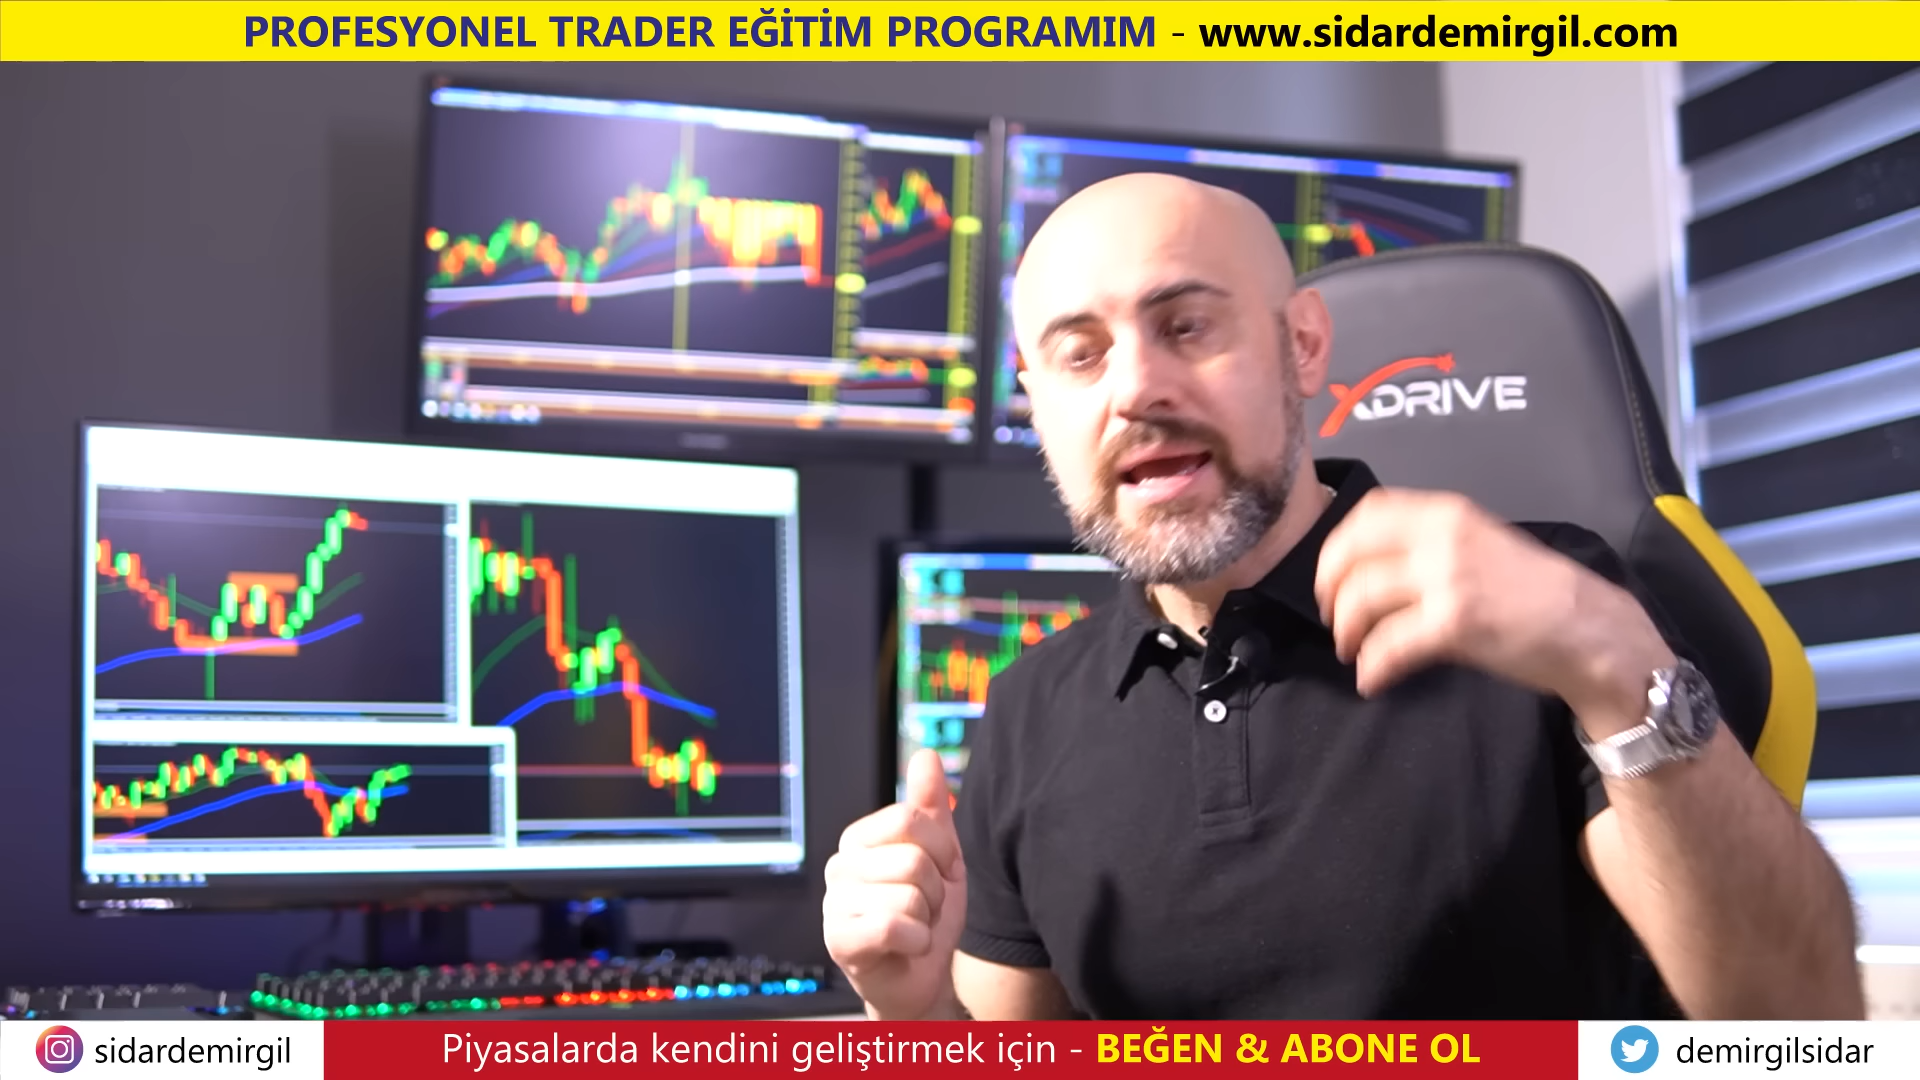 PROFESYONEL TRADER EĞİTİM PROGRAMIM - www.sidardemirgil.com
XDRIVE
sidardemirgil
Piyasalarda kendini geliştirmek için - BEĞEN & ABONE OL
demirgilsidar